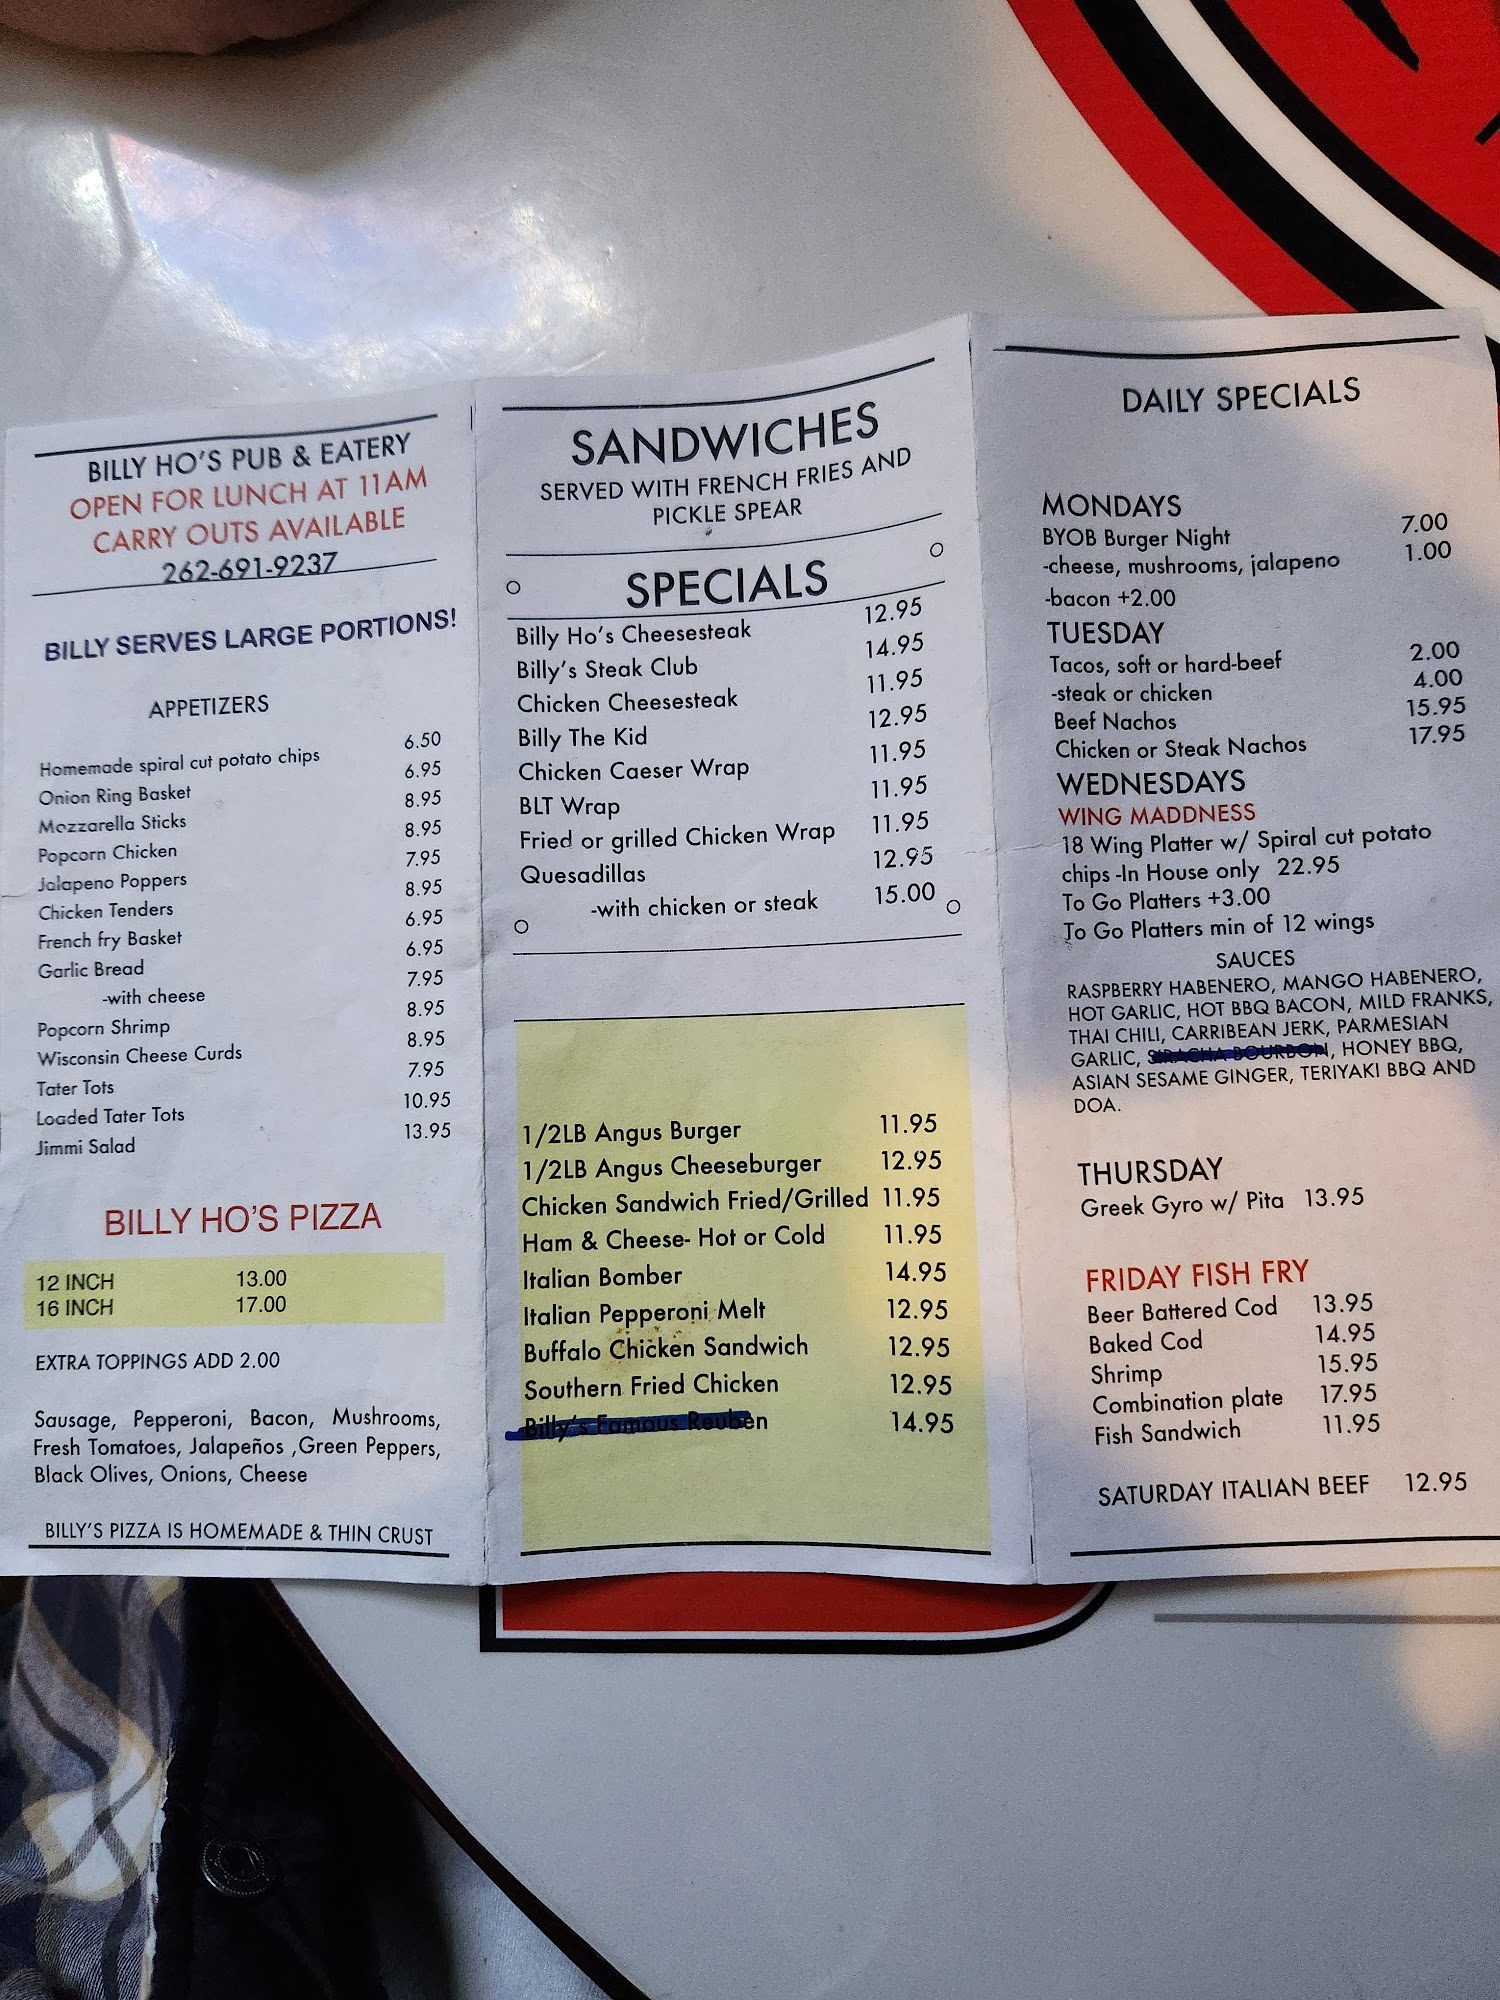 BILLY HO'S PUB & EATERY
OPEN FOR LUNCH AT 11AM
CARRY OUTS AVAILABLE
262-691-9237
BILLY SERVES LARGE PORTIONS!
APPETIZERS
Homemade spiral cut potato chips 6.50
Onion Ring Basket 6.95
Mozzarella Sticks 8.95
Popcorn Chicken 8.95
Jalapeno Poppers 7.95
Chicken Tenders 8.95
French fry Basket 6.95
Garlic Bread 6.95
-with cheese 7.95
Popcorn Shrimp 8.95
Wisconsin Cheese Curds 8.95
Tater Tots 7.95
Loaded Tater Tots 10.95
Jimmi Salad 13.95
BILLY HO'S PIZZA
12 INCH 13.00
16 INCH 17.00
EXTRA TOPPINGS ADD 2.00
Sausage, Pepperoni, Bacon, Mushrooms,
Fresh Tomatoes, Jalapeños ,Green Peppers,
Black Olives, Onions, Cheese
BILLY'S PIZZA IS HOMEMADE & THIN CRUST
SANDWICHES
SERVED WITH FRENCH FRIES AND
PICKLE SPEAR
SPECIALS
Billy Ho's Cheesesteak 12.95
Billy's Steak Club 14.95
Chicken Cheesesteak 11.95
Billy The Kid 12.95
Chicken Caeser Wrap 11.95
BLT Wrap 11.95
Fried or grilled Chicken Wrap 11.95
Quesadillas 12.95
-with chicken or steak 15.00
1/2LB Angus Burger 11.95
1/2LB Angus Cheeseburger 12.95
Chicken Sandwich Fried/Grilled 11.95
Ham & Cheese- Hot or Cold 11.95
Italian Bomber 14.95
Italian Pepperoni Melt 12.95
Buffalo Chicken Sandwich 12.95
Southern Fried Chicken 12.95
Billy's Famous Reuben 14.95
DAILY SPECIALS
MONDAYS
BYOB Burger Night 7.00
-cheese, mushrooms, jalapeno 1.00
-bacon +2.00
TUESDAY
Tacos, soft or hard-beef 2.00
-steak or chicken 4.00
Beef Nachos 15.95
Chicken or Steak Nachos 17.95
WEDNESDAYS
WING MADDNESS
18 Wing Platter w/ Spiral cut potato
chips -In House only 22.95
To Go Platters +3.00
To Go Platters min of 12 wings
SAUCES
RASPBERRY HABENERO, MANGO HABENERO,
HOT GARLIC, HOT BBQ BACON, MILD FRANKS,
THAI CHILI, CARRIBEAN JERK, PARMESIAN
GARLIC, SIRACHA BOURBON, HONEY BBQ,
ASIAN SESAME GINGER, TERIYAKI BBQ AND
DOA.
THURSDAY
Greek Gyro w/ Pita 13.95
FRIDAY FISH FRY
Beer Battered Cod 13.95
Baked Cod 14.95
Shrimp 15.95
Combination plate 17.95
Fish Sandwich 11.95
SATURDAY ITALIAN BEEF 12.95